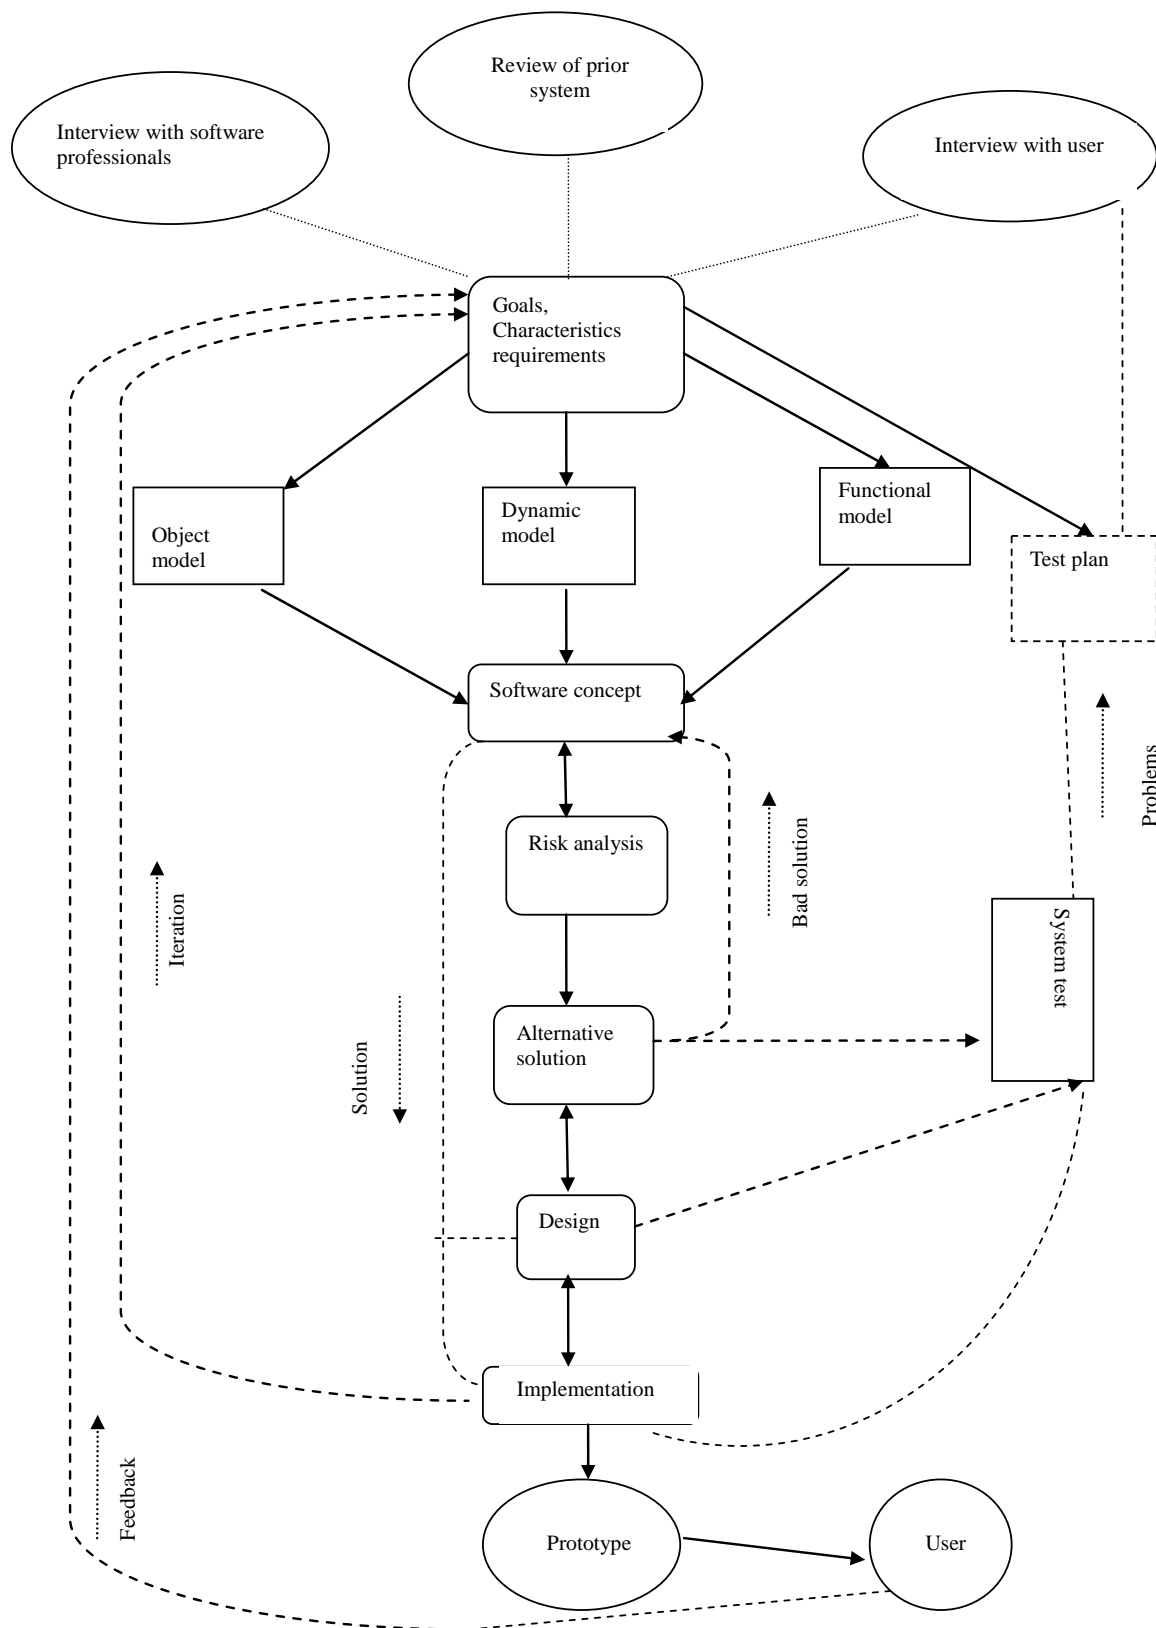 Review of prior
system
Interview with software
professionals
Interview with user
Goals,
Characteristics
requirements
Object
model
Dynamic
model
Functional
model
Test plan
Software concept
Problems
Risk analysis
Bad solution
Iteration
System test
Alternative
solution
Solution
Design
Implementation
Feedback
Prototype
User